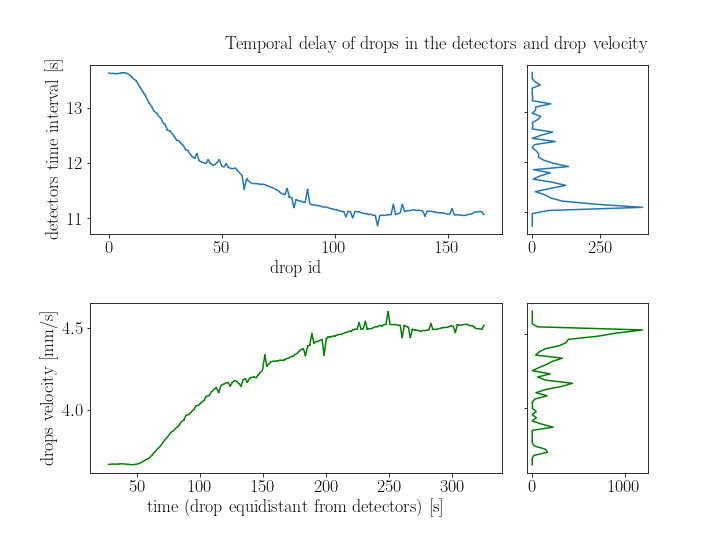 Temporal delay of drops in the detectors and drop velocity
detectors time interval [s]
13
12
11
0 50 100 150
drop id
0 250
drops velocity [mm/s]
4.5
4.0
50 100 150 200 250 300
time (drop equidistant from detectors) [s]
0 1000